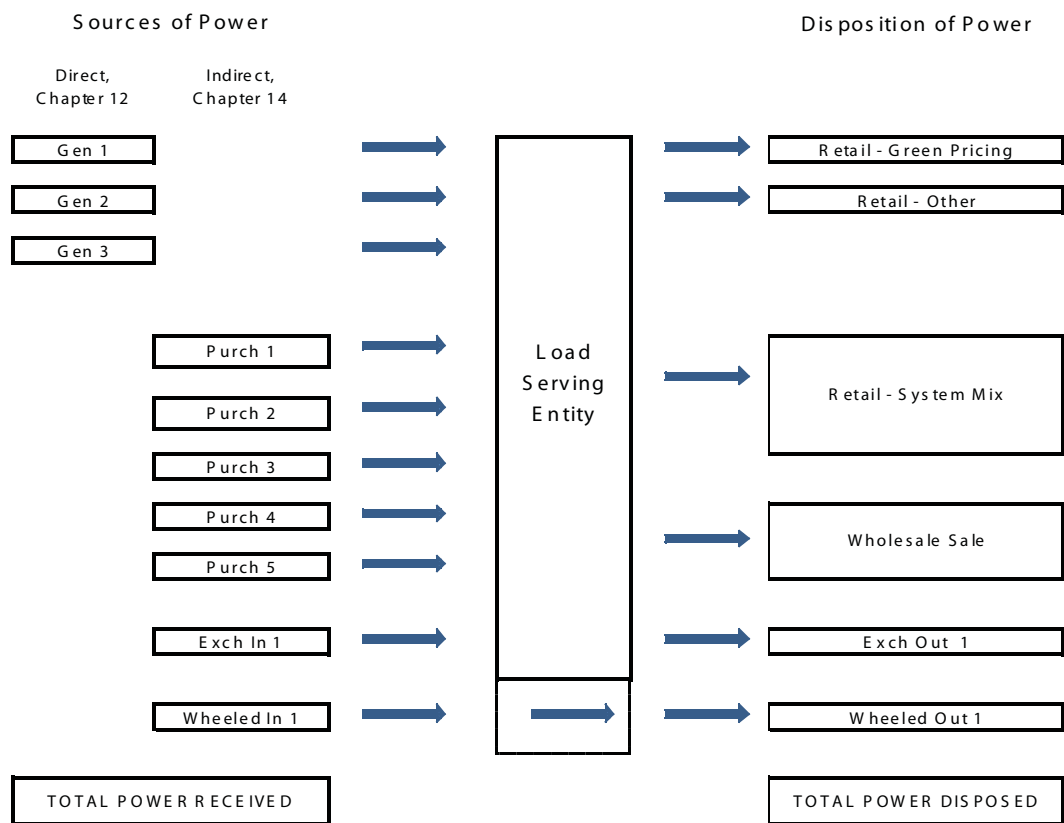 Sources of Power
Disposition of Power
Direct,
Chapter 12
Indirect,
Chapter 14
Gen 1
Gen 2
Gen 3
Purch 1
Purch 2
Purch 3
Purch 4
Purch 5
Exch In 1
Wheeled In 1
TOTAL POWER RECEIVED
Load
Serving
Entity
Retail - Green Pricing
Retail - Other
Retail - System Mix
Wholesale Sale
Exch Out 1
Wheeled Out 1
TOTAL POWER DISPOSED